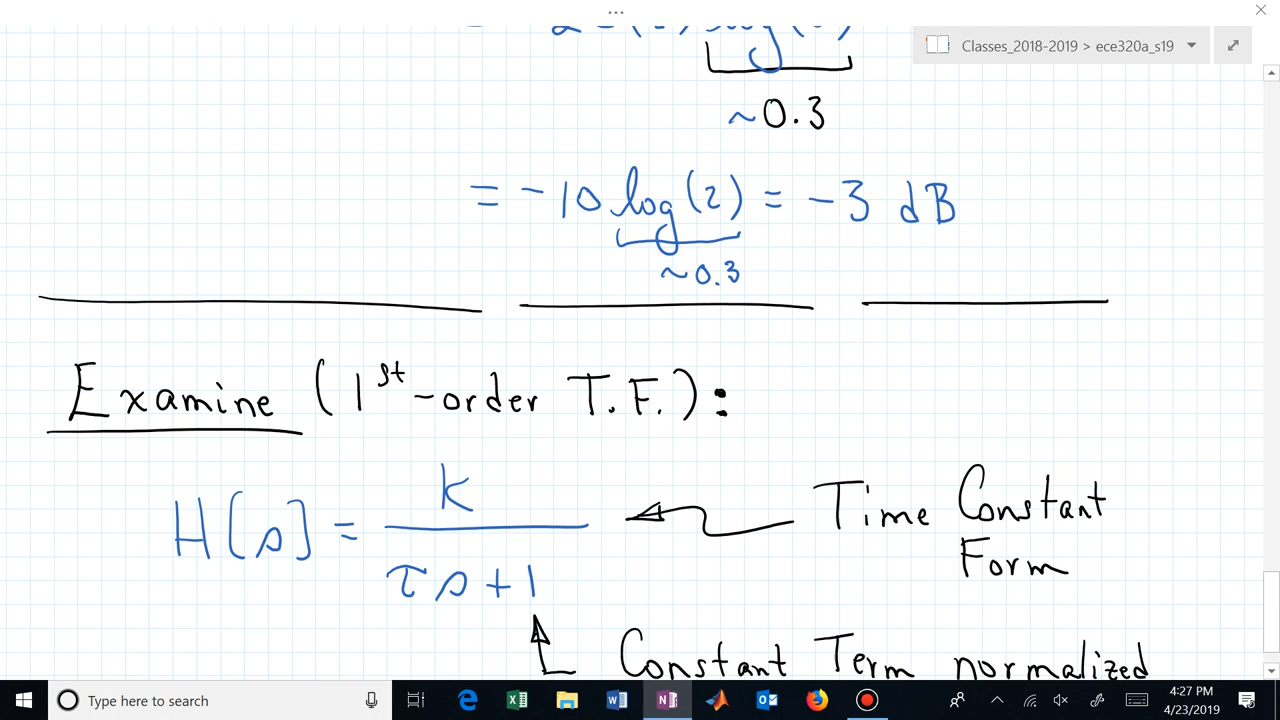 Classes_2018-2019 > ece320a_s19
~0.3
= -10 log(2) = -3 dB
~0.3
Examine (1st-order T.F.):
H[s] = K / τs+1
Time Constant
Form
Constant Term normalized
Type here to search
4:27 PM
4/23/2019